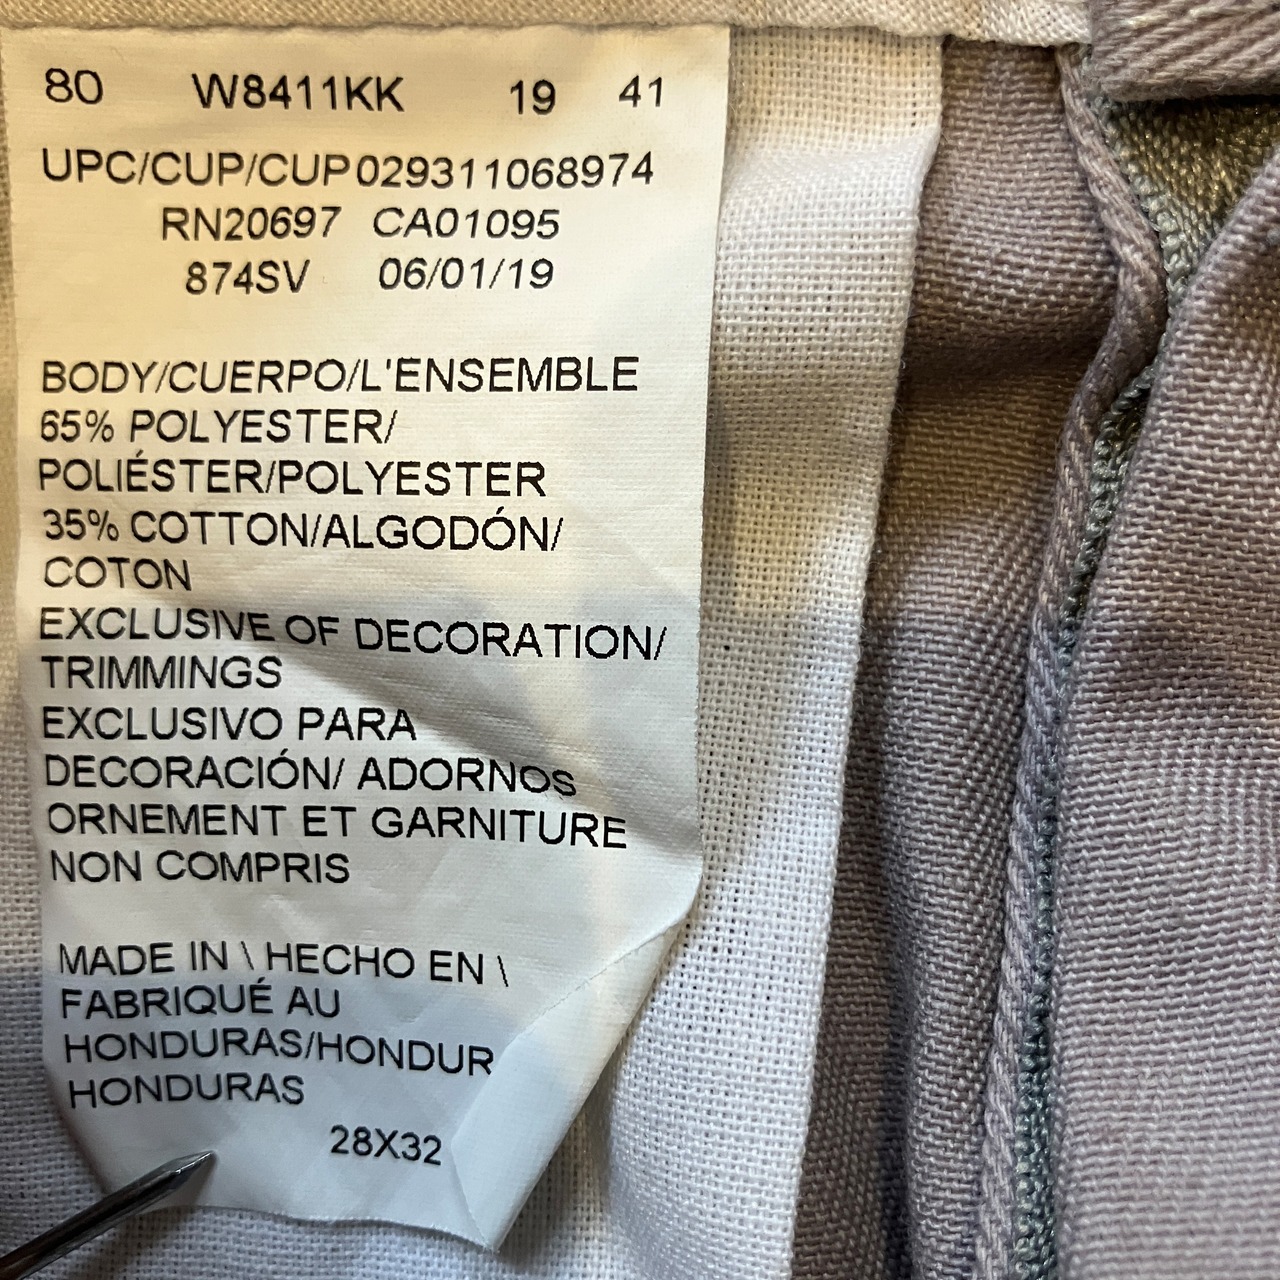 80 W8411KK 19 41
UPC/CUP/CUP029311068974
RN20697 CA01095
874SV 06/01/19
BODY/CUERPO/L'ENSEMBLE
65% POLYESTER/
POLIÉSTER/POLYESTER
35% COTTON/ALGODÓN/
COTON
EXCLUSIVE OF DECORATION/
TRIMMINGS
EXCLUSIVO PARA
DECORACIÓN/ ADORNOS
ORNEMENT ET GARNITURE
NON COMPRIS
MADE IN \ HECHO EN \
FABRIQUÉ AU
HONDURAS/HONDUR
HONDURAS
28X32